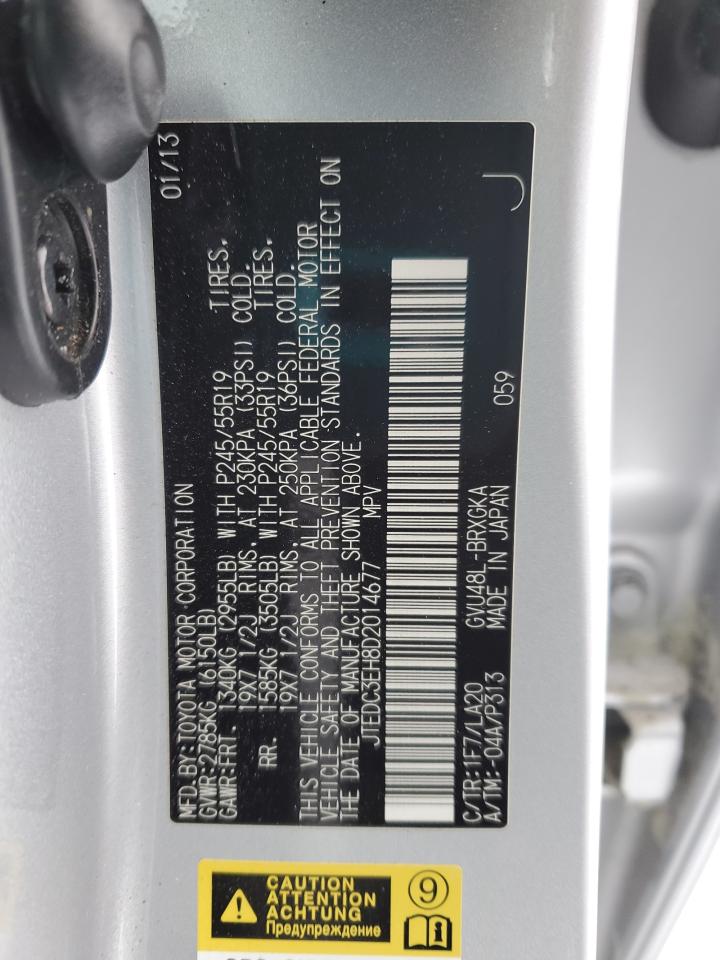 MFD.BY:TOYOTA MOTOR CORPORATION 01/13
GVWR:2785KG (6150LB)
GAWR:FRT. 1340KG (2955LB) WITH P245/55R19 TIRES.
19X7 1/2J RIMS, AT 230KPA (33PSI) COLD.
RR. 1585KG (3505LB) WITH P245/55R19 TIRES.
19X7 1/2J RIMS, AT 250KPA (36PSI) COLD.
THIS VEHICLE CONFORMS TO ALL APPLICABLE FEDERAL MOTOR
VEHICLE SAFETY AND THEFT PREVENTION STANDARDS IN EFFECT ON
THE DATE OF MANUFACTURE SHOWN ABOVE.
JTEDC3EH8D2014677 MPV
C/TR:1F7/LA20 GVU48L-BRXGKA 059 J
A/TM:-04A/P313 MADE IN JAPAN
CAUTION
ATTENTION
ACHTUNG
Предупреждение
9